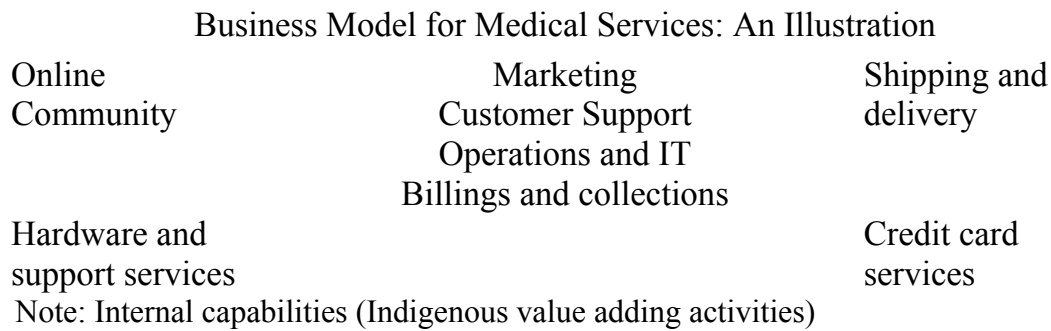 Business Model for Medical Services: An Illustration
Online Marketing Shipping and
Community Customer Support delivery
Operations and IT
Billings and collections
Hardware and Credit card
support services services
Note: Internal capabilities (Indigenous value adding activities)